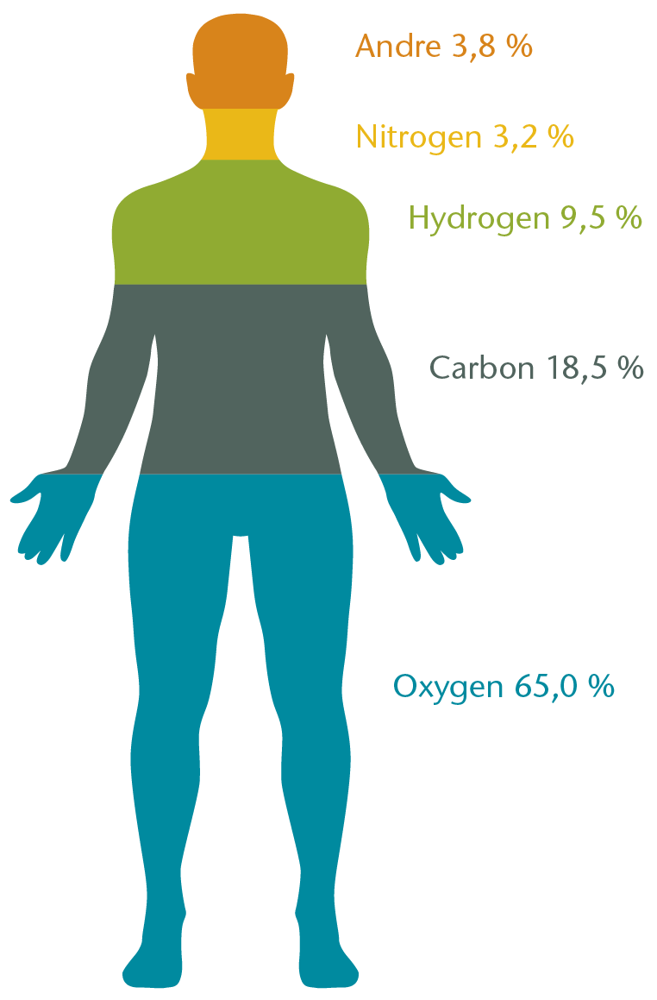 Andre 3,8 %
Nitrogen 3,2 %
Hydrogen 9,5 %
Carbon 18,5 %
Oxygen 65,0 %